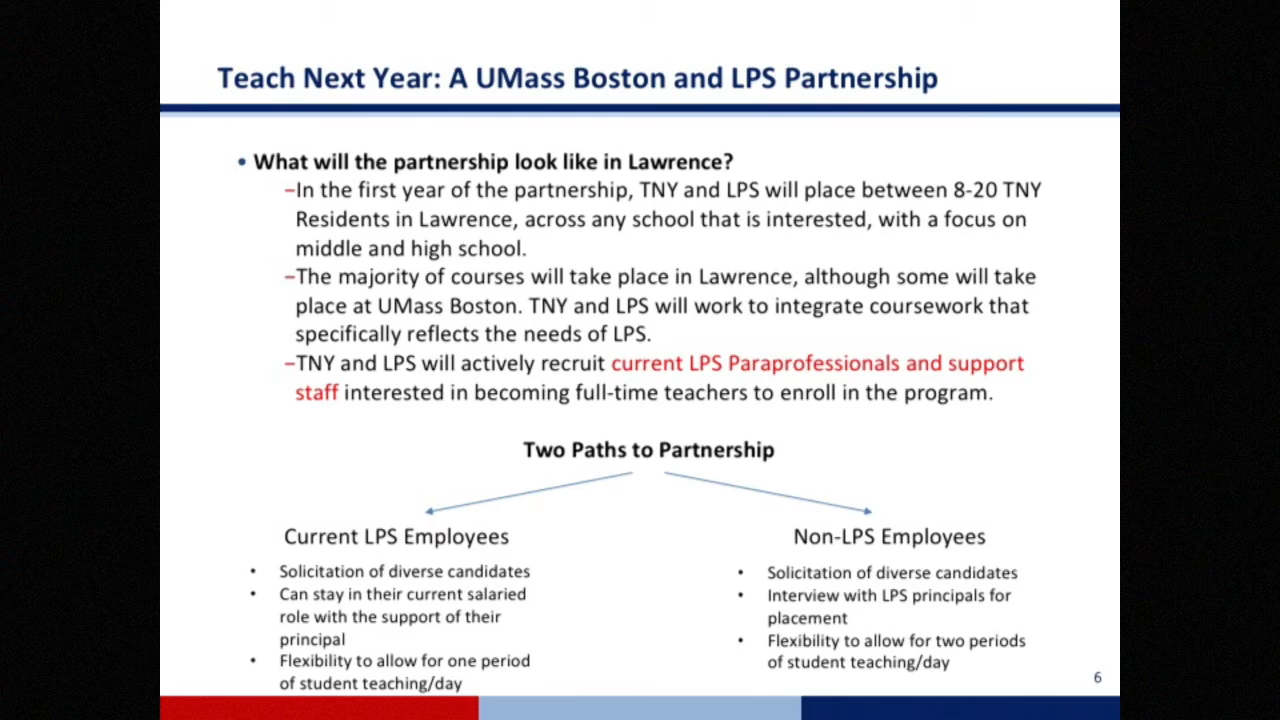 Teach Next Year: A UMass Boston and LPS Partnership
• What will the partnership look like in Lawrence?
–In the first year of the partnership, TNY and LPS will place between 8-20 TNY
Residents in Lawrence, across any school that is interested, with a focus on
middle and high school.
–The majority of courses will take place in Lawrence, although some will take
place at UMass Boston. TNY and LPS will work to integrate coursework that
specifically reflects the needs of LPS.
–TNY and LPS will actively recruit current LPS Paraprofessionals and support
staff interested in becoming full-time teachers to enroll in the program.
Two Paths to Partnership
Current LPS Employees
• Solicitation of diverse candidates
• Can stay in their current salaried
role with the support of their
principal
• Flexibility to allow for one period
of student teaching/day
Non-LPS Employees
• Solicitation of diverse candidates
• Interview with LPS principals for
placement
• Flexibility to allow for two periods
of student teaching/day
6